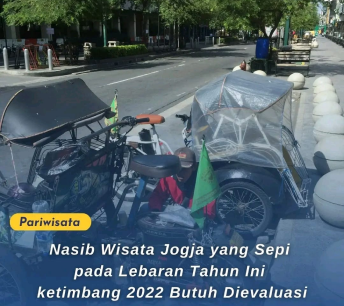 Pariwisata
Nasib Wisata Jogja yang Sepi
pada Lebaran Tahun Ini
ketimbang 2022 Butuh Dievaluasi